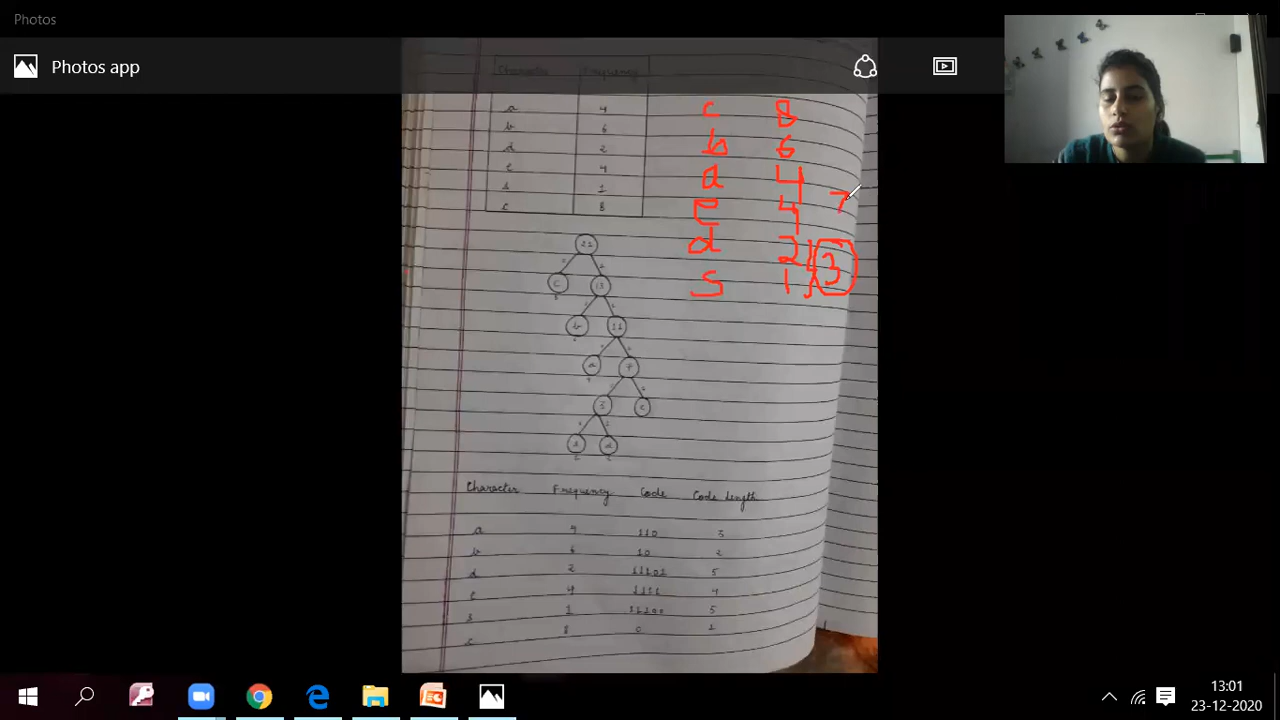 Photos
Photos app
Character Frequency
a 4
b 6
d 2
e 4
s 1
c 8
c 8
b 6
a 4
e 4 7
d 2 3
s 1
C
13
b 11
a 7
3 e
d
2 2
Character Frequency Code Code length
a 4 110 3
b 6 10 2
d 2 11101 5
e 4 1111 4
s 1 11100 5
c 8 0 1
13:01
23-12-2020